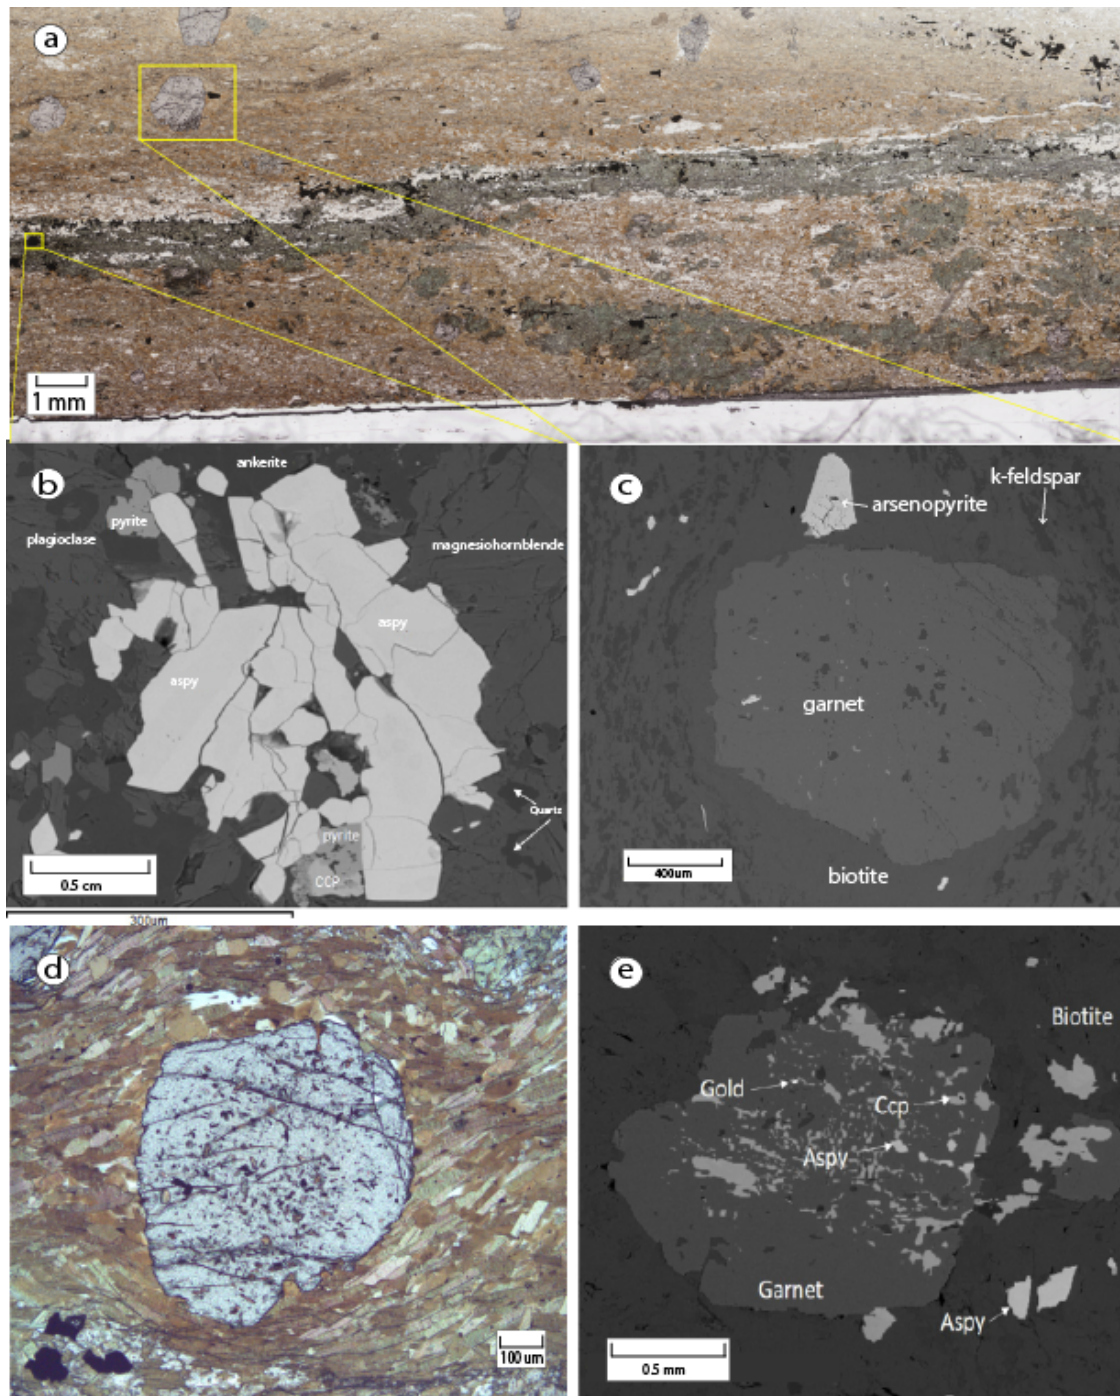 a
1 mm
b
ankerite
pyrite
plagioclase
magnesiohornblende
aspy
aspy
Quartz
pyrite
CCP
0.5 cm
300um
c
k-feldspar
arsenopyrite
garnet
400um
biotite
d
100 um
e
Biotite
Gold
Ccp
Aspy
Garnet
Aspy
0.5 mm